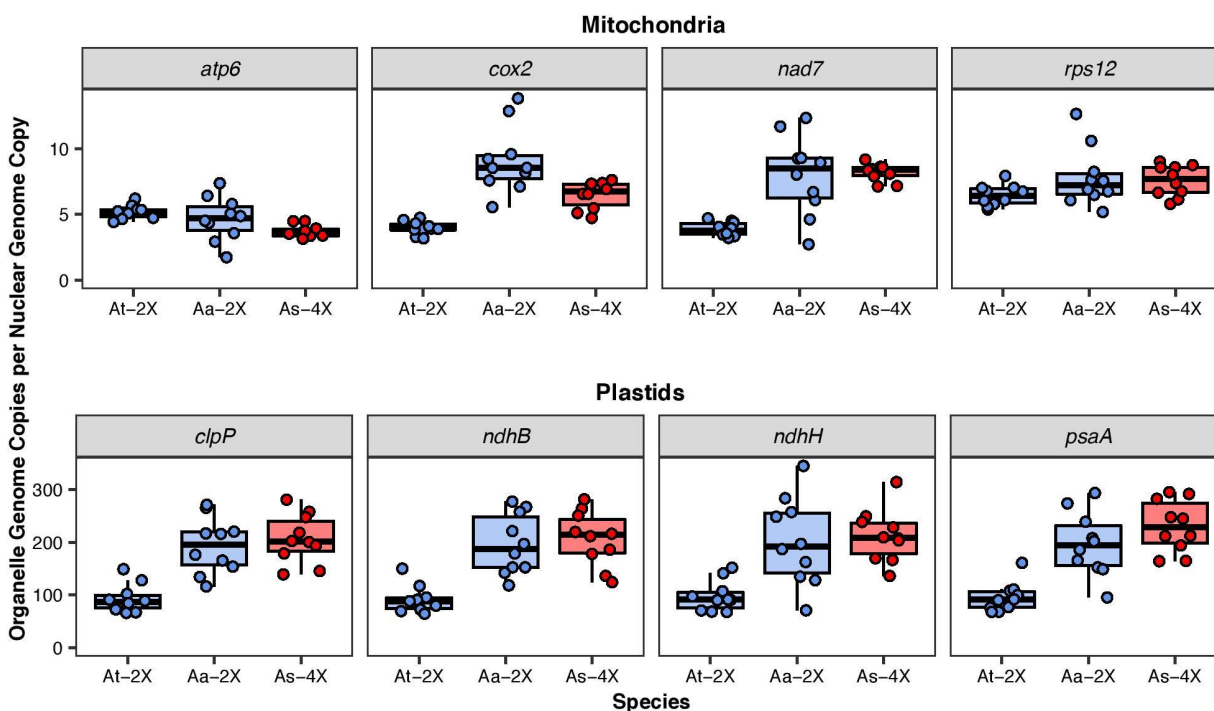 Mitochondria
atp6 cox2 nad7 rps12
10
5
0
At−2X Aa−2X As−4X At−2X Aa−2X As−4X At−2X Aa−2X As−4X At−2X Aa−2X As−4X
Organelle Genome Copies per Nuclear Genome Copy
Plastids
clpP ndhB ndhH psaA
300
200
100
0
At−2X Aa−2X As−4X At−2X Aa−2X As−4X At−2X Aa−2X As−4X At−2X Aa−2X As−4X
Species